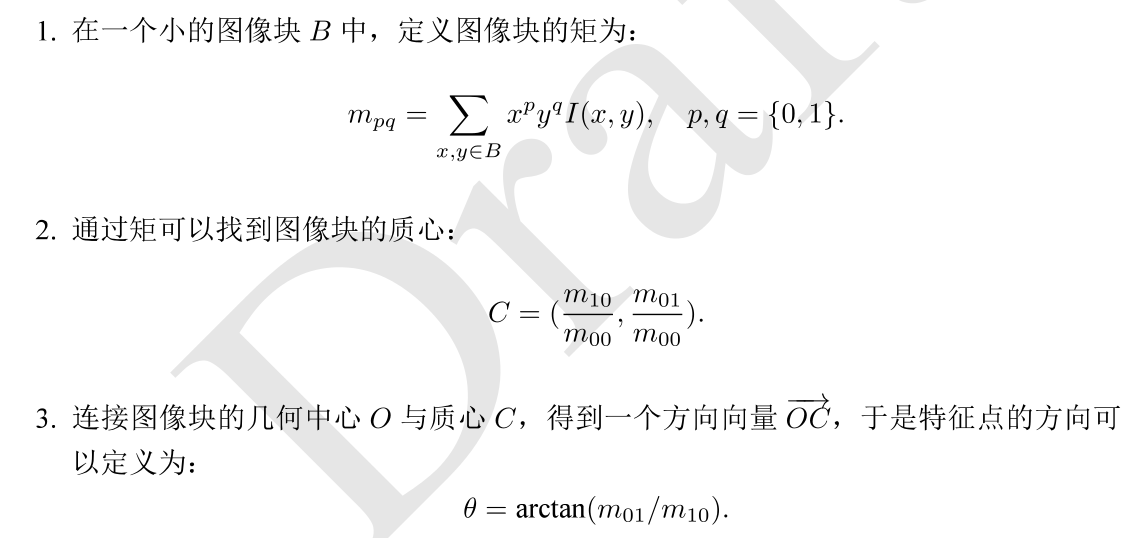 1. 在一个小的图像块 B 中，定义图像块的矩为：
m_{pq} = \sum_{x,y \in B} x^p y^q I(x, y), p, q = {0, 1}.
2. 通过矩可以找到图像块的质心：
C = (\frac{m_{10}}{m_{00}}, \frac{m_{01}}{m_{00}}).
3. 连接图像块的几何中心 O 与质心 C，得到一个方向向量 \overrightarrow{OC}，于是特征点的方向可
以定义为：
θ = arctan(m_{01}/m_{10}).